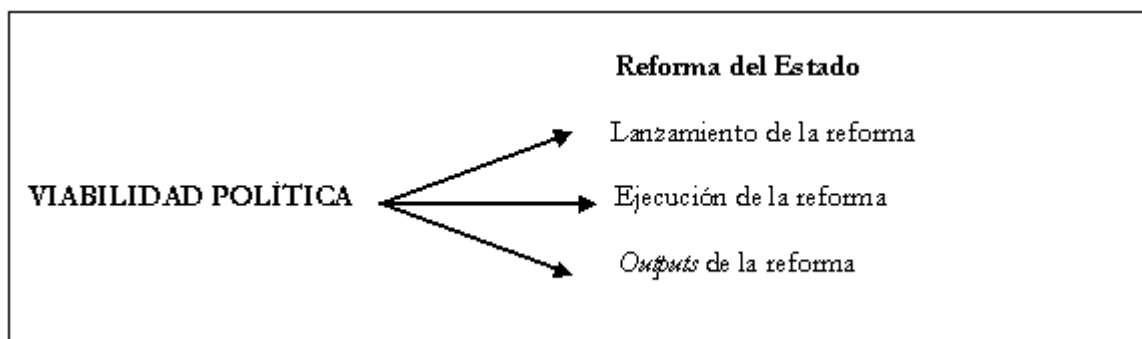 Reforma del Estado
Lanzamiento de la reforma
VIABILIDAD POLÍTICA
Ejecución de la reforma
Outputs de la reforma